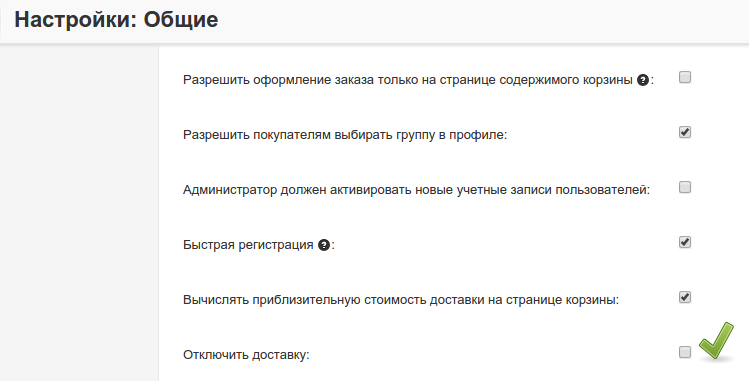 Настройки: Общие
Разрешить оформление заказа только на странице содержимого корзины ?:
Разрешить покупателям выбирать группу в профиле:
Администратор должен активировать новые учетные записи пользователей:
Быстрая регистрация ?:
Вычислять приблизительную стоимость доставки на странице корзины:
Отключить доставку: